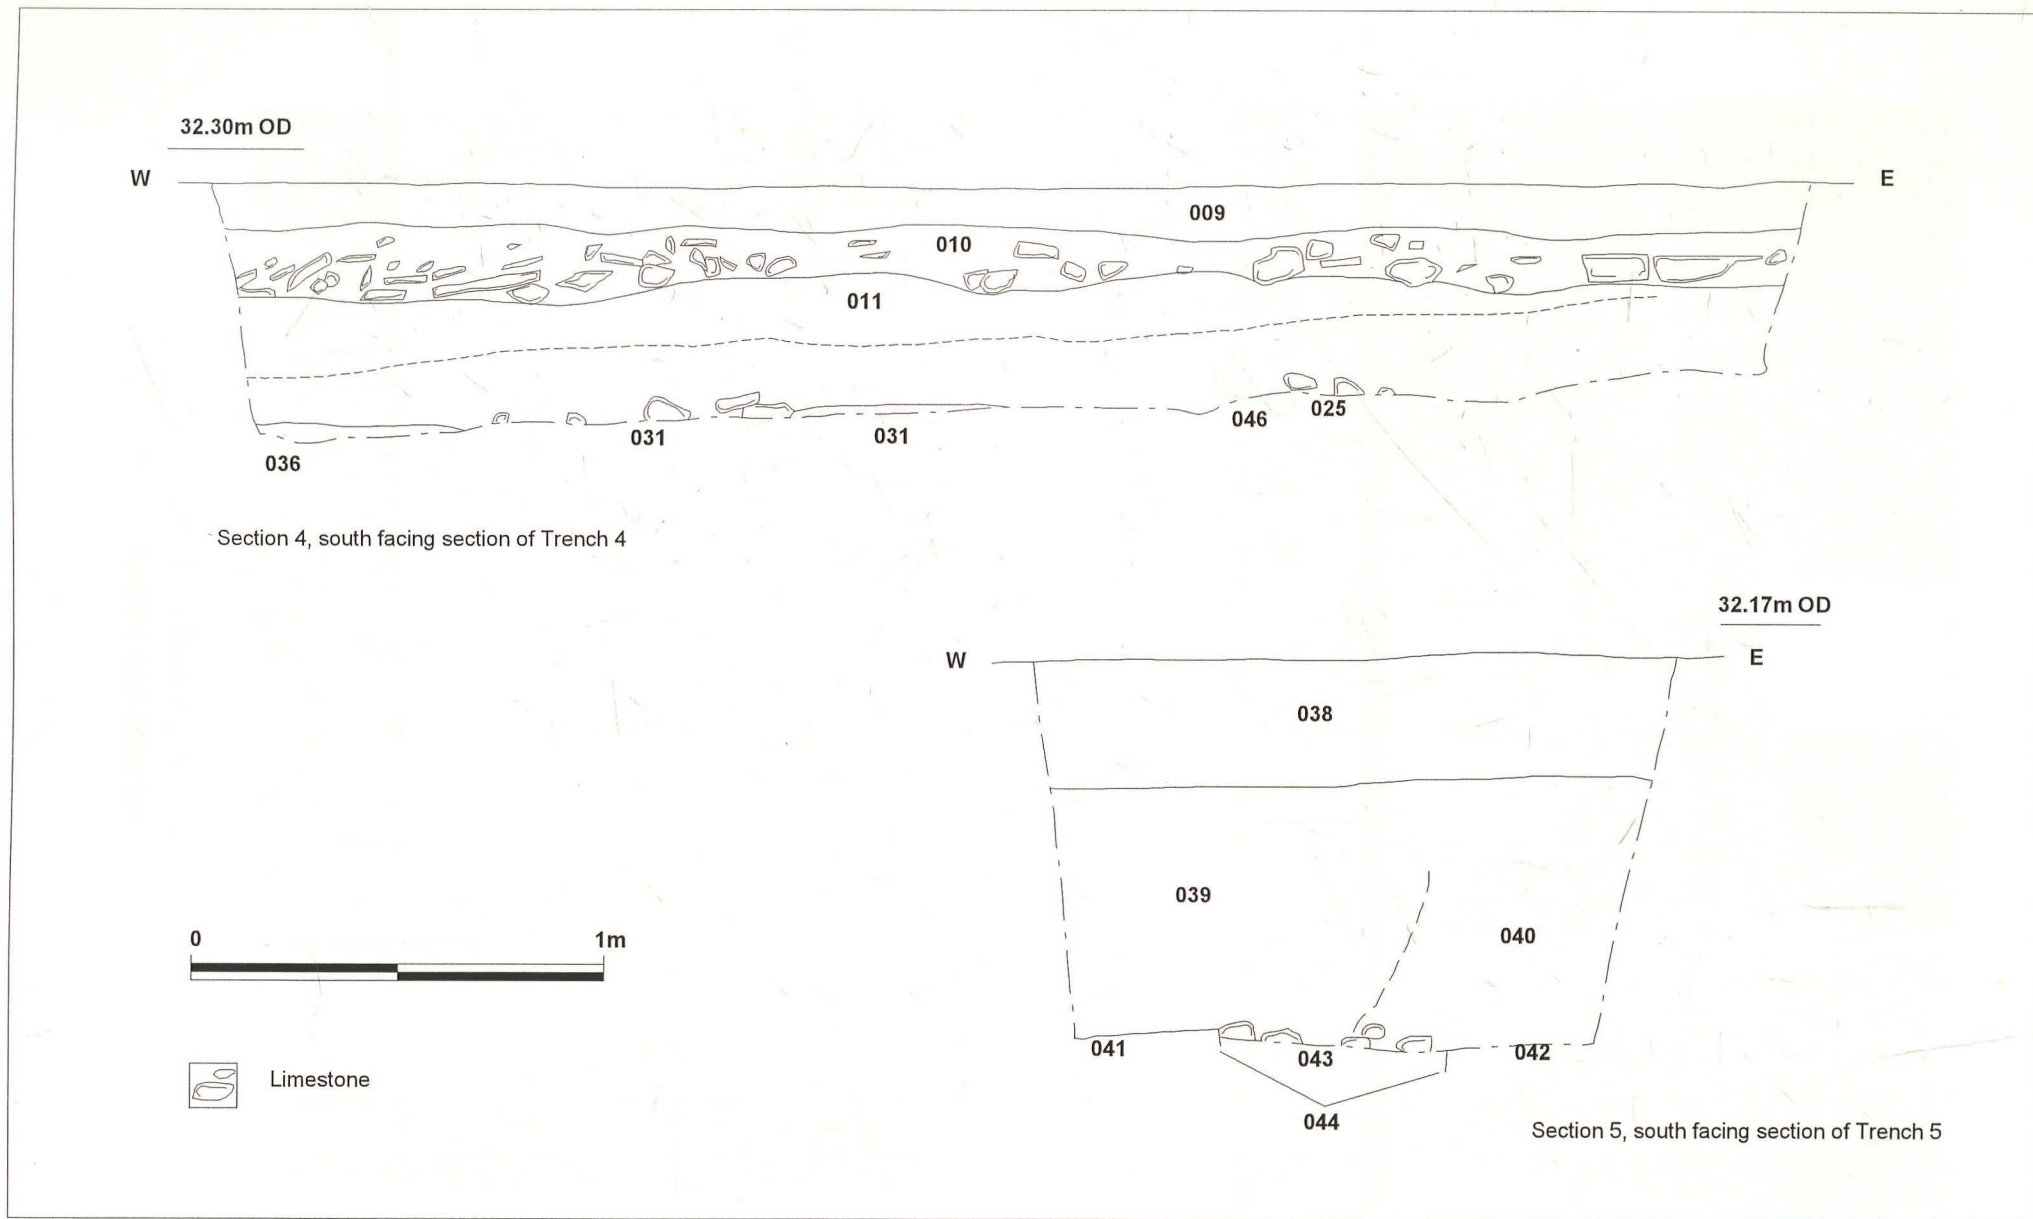 32.30m OD
W
E
009
010
011
025
046
031
031
036
Section 4, south facing section of Trench 4
32.17m OD
W
E
038
039
040
0
1m
041
043
042
Limestone
044
Section 5, south facing section of Trench 5